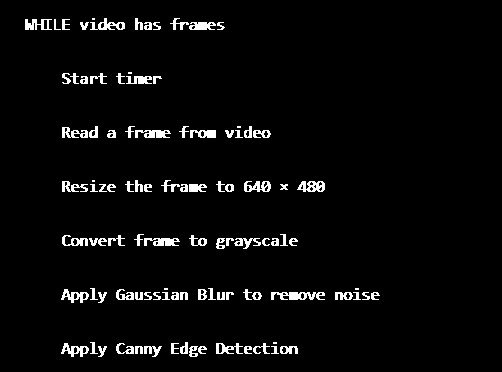 WHILE video has frames
Start timer
Read a frame from video
Resize the frame to 640 × 480
Convert frame to grayscale
Apply Gaussian Blur to remove noise
Apply Canny Edge Detection